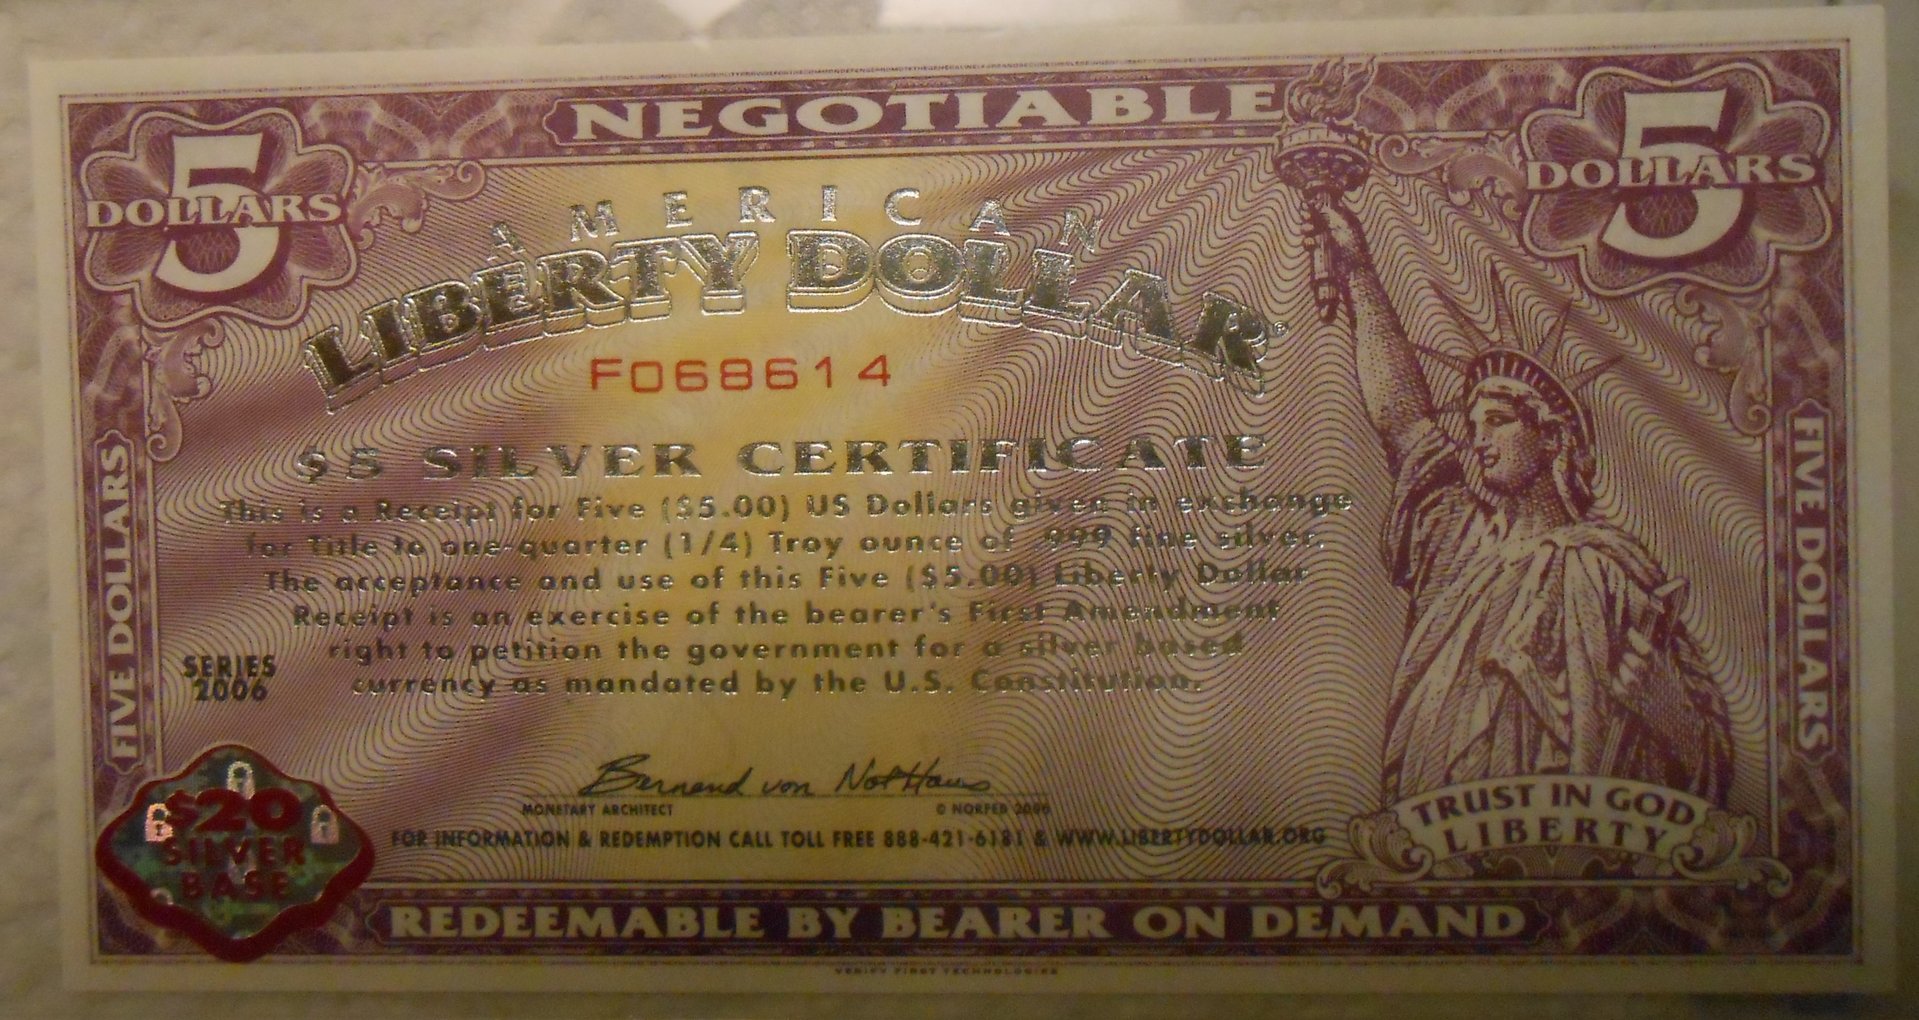 NEGOTIABLE
5
DOLLARS
5
DOLLARS
AMERICAN
LIBERTY DOLLAR®
F068614
$5 SILVER CERTIFICATE
This is a Receipt for Five ($5.00) US Dollars given in exchange
for Title to one-quarter (1/4) Troy ounce of .999 fine silver.
The acceptance and use of this Five ($5.00) Liberty Dollar
Receipt is an exercise of the bearer's First Amendment
right to petition the government for a silver based
currency as mandated by the U.S. Constitution.
SERIES
2006
FIVE DOLLARS
FIVE DOLLARS
Bernard von NotHaus
MONETARY ARCHITECT © NORFED 2006
FOR INFORMATION & REDEMPTION CALL TOLL FREE 888-421-6181 & WWW.LIBERTYDOLLAR.ORG
$20
SILVER
BASE
TRUST IN GOD
LIBERTY
REDEEMABLE BY BEARER ON DEMAND
VERIFY FIRST TECHNOLOGIES